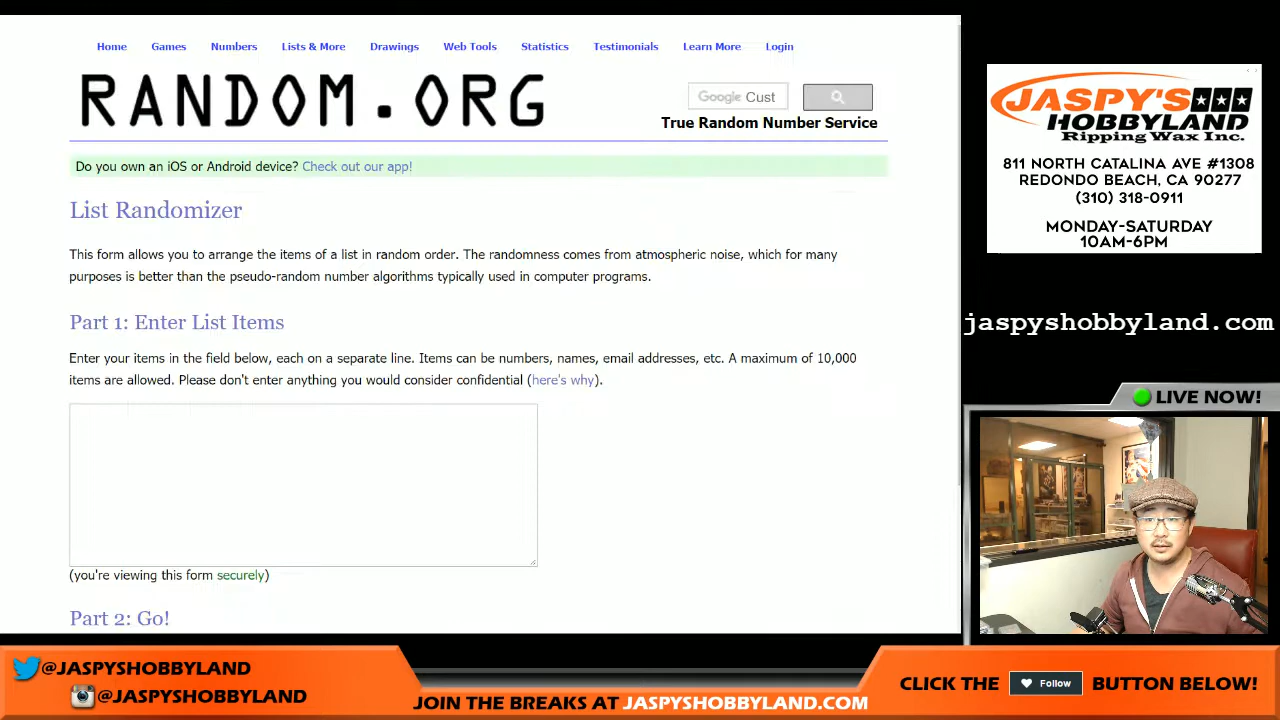 Home Games Numbers Lists & More Drawings Web Tools Statistics Testimonials Learn More Login
RANDOM.ORG
Google Cust
True Random Number Service
Do you own an iOS or Android device? Check out our app!
List Randomizer
This form allows you to arrange the items of a list in random order. The randomness comes from atmospheric noise, which for many
purposes is better than the pseudo-random number algorithms typically used in computer programs.
Part 1: Enter List Items
Enter your items in the field below, each on a separate line. Items can be numbers, names, email addresses, etc. A maximum of 10,000
items are allowed. Please don't enter anything you would consider confidential (here's why).
(you're viewing this form securely)
Part 2: Go!
JASPY'S
HOBBYLAND
Ripping Wax Inc.
811 NORTH CATALINA AVE #1308
REDONDO BEACH, CA 90277
(310) 318-0911
MONDAY-SATURDAY
10AM-6PM
jaspyshobbyland.com
LIVE NOW!
@JASPYSHOBBYLAND
@JASPYSHOBBYLAND
JOIN THE BREAKS AT JASPYSHOBBYLAND.COM
CLICK THE Follow BUTTON BELOW!